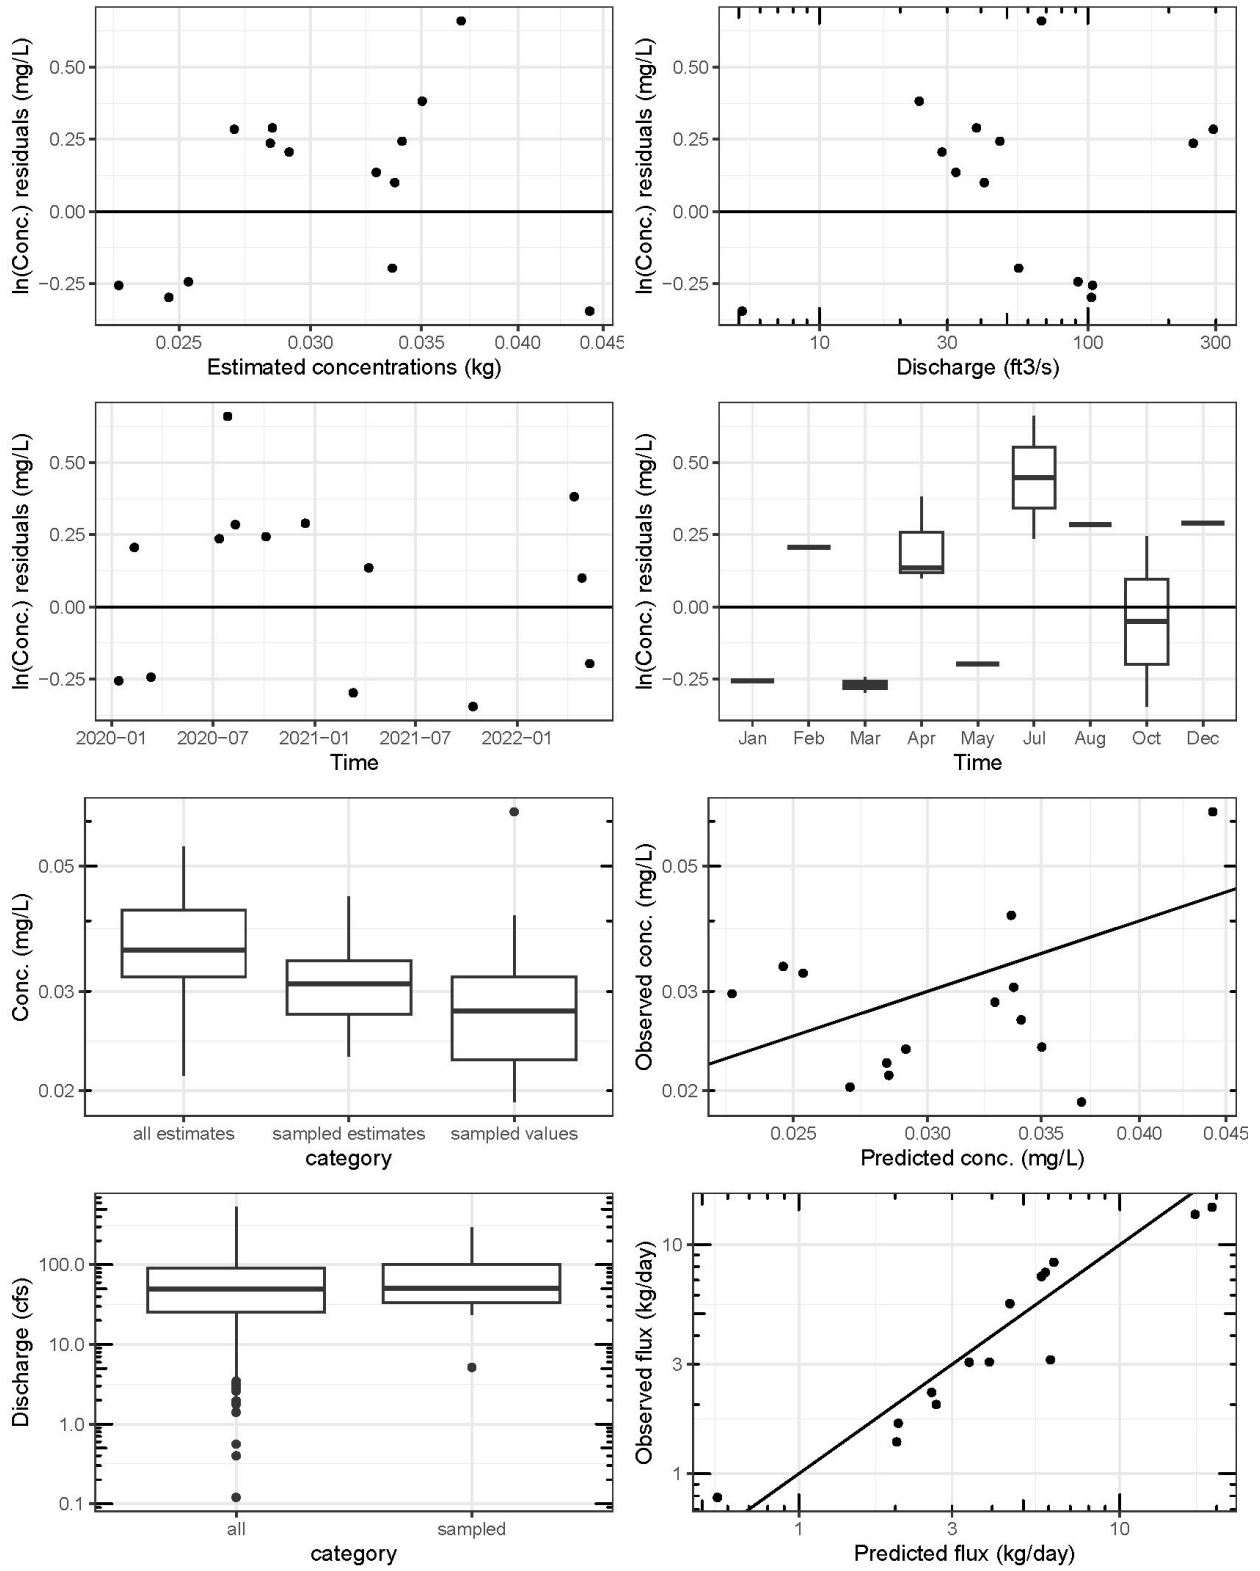 ln(Conc.) residuals (mg/L)
0.50
0.25
0.00
−0.25
0.025
0.030
0.035
0.040
0.045
Estimated concentrations (kg)
ln(Conc.) residuals (mg/L)
0.50
0.25
0.00
−0.25
10
30
100
300
Discharge (ft3/s)
ln(Conc.) residuals (mg/L)
0.50
0.25
0.00
−0.25
2020−01
2020−07
2021−01
2021−07
2022−01
Time
ln(Conc.) residuals (mg/L)
0.50
0.25
0.00
−0.25
Jan
Feb
Mar
Apr
May
Jul
Aug
Oct
Dec
Time
Conc. (mg/L)
0.05
0.03
0.02
all estimates
sampled estimates
sampled values
category
Observed conc. (mg/L)
0.05
0.03
0.02
0.025
0.030
0.035
0.040
0.045
Predicted conc. (mg/L)
Discharge (cfs)
100.0
10.0
1.0
0.1
all
sampled
category
Observed flux (kg/day)
10
3
1
1
3
10
Predicted flux (kg/day)